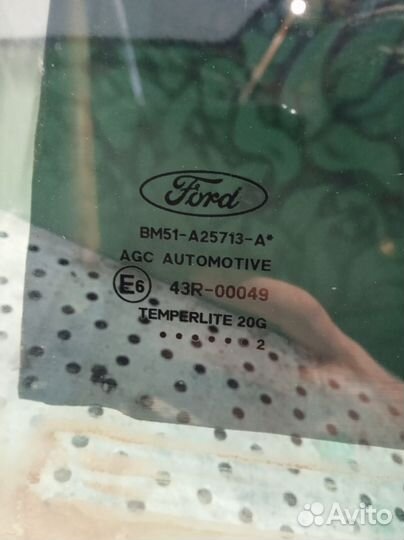 Ford
BM51-A25713-A*
AGC AUTOMOTIVE
E6 43R-00049
TEMPERLITE 20G
• • • • • • • 2
Avito